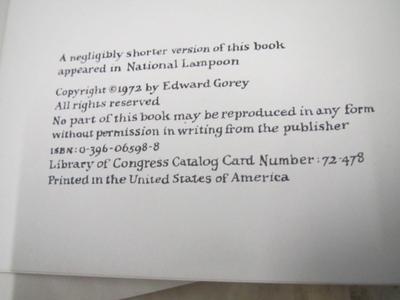 A negligibly shorter version of this book
appeared in National Lampoon
Copyright ©1972 by Edward Gorey
All rights reserved
No part of this book may be reproduced in any form
without permission in writing from the publisher
ISBN: 0-396-06598-8
Library of Congress Catalog Card Number: 72-478
Printed in the United States of America